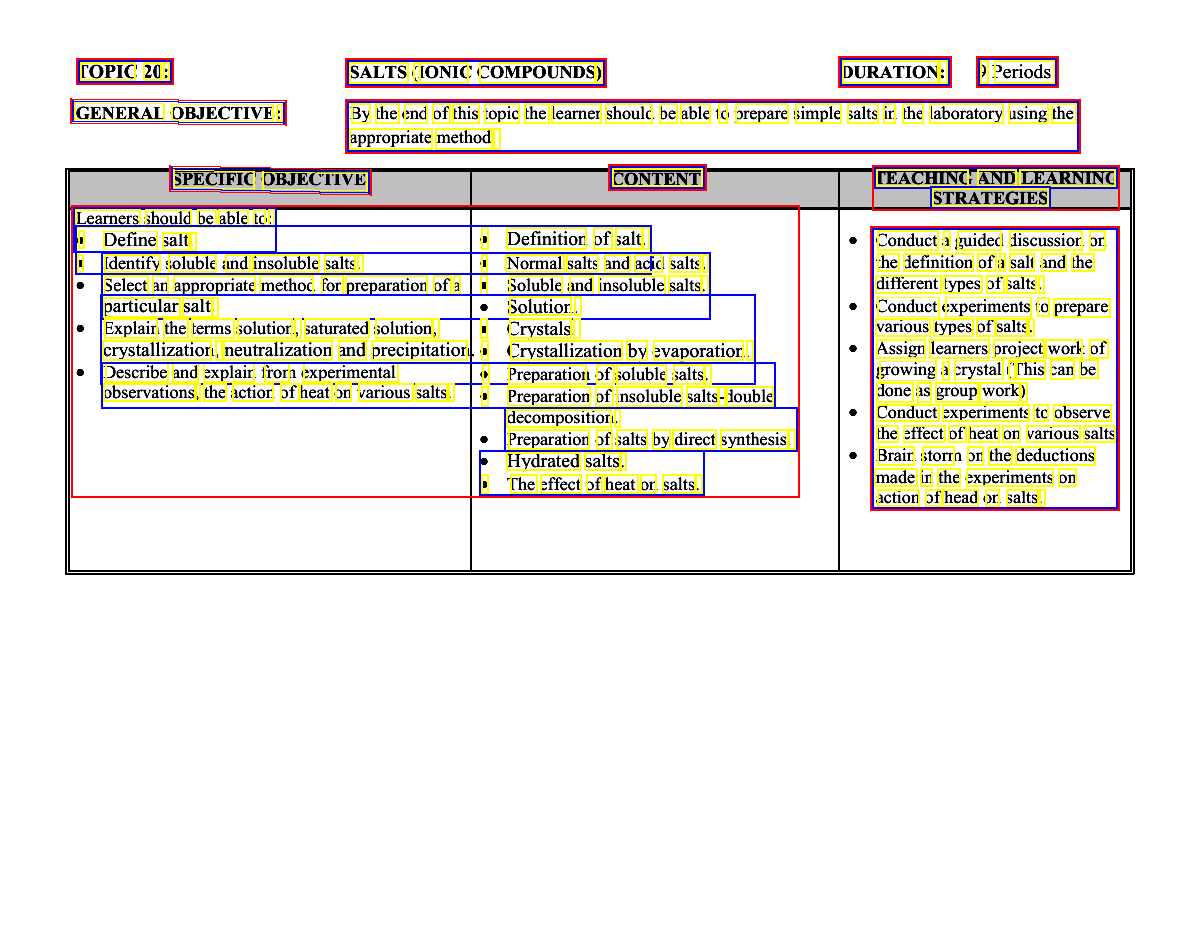 TOPIC 20: SALTS (IONIC COMPOUNDS) DURATION: 9 Periods
GENERAL OBJECTIVE: By the end of this topic the learner should be able to prepare simple salts in the laboratory using the
appropriate method
SPECIFIC OBJECTIVE
Learners should be able to:
• Define salt
• Identify soluble and insoluble salts.
• Select an appropriate method for preparation of a
particular salt
• Explain the terms solution, saturated solution,
crystallization, neutralization and precipitation.
• Describe and explain from experimental
observations, the action of heat on various salts.
CONTENT
• Definition of salt.
• Normal salts and acid salts.
• Soluble and insoluble salts.
• Solution.
• Crystals
• Crystallization by evaporation.
• Preparation of soluble salts.
• Preparation of insoluble salts-double
decomposition.
• Preparation of salts by direct synthesis
• Hydrated salts.
• The effect of heat on salts.
TEACHING AND LEARNING
STRATEGIES
• Conduct a guided discussion on
the definition of a salt and the
different types of salts.
• Conduct experiments to prepare
various types of salts.
• Assign learners project work of
growing a crystal (This can be
done as group work)
• Conduct experiments to observe
the effect of heat on various salts
• Brain storm on the deductions
made in the experiments on
action of head on salts.